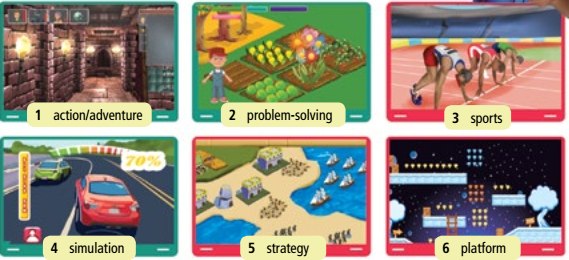 1 action/adventure
2 problem-solving
3 sports
70%
4 simulation
5 strategy
6 platform